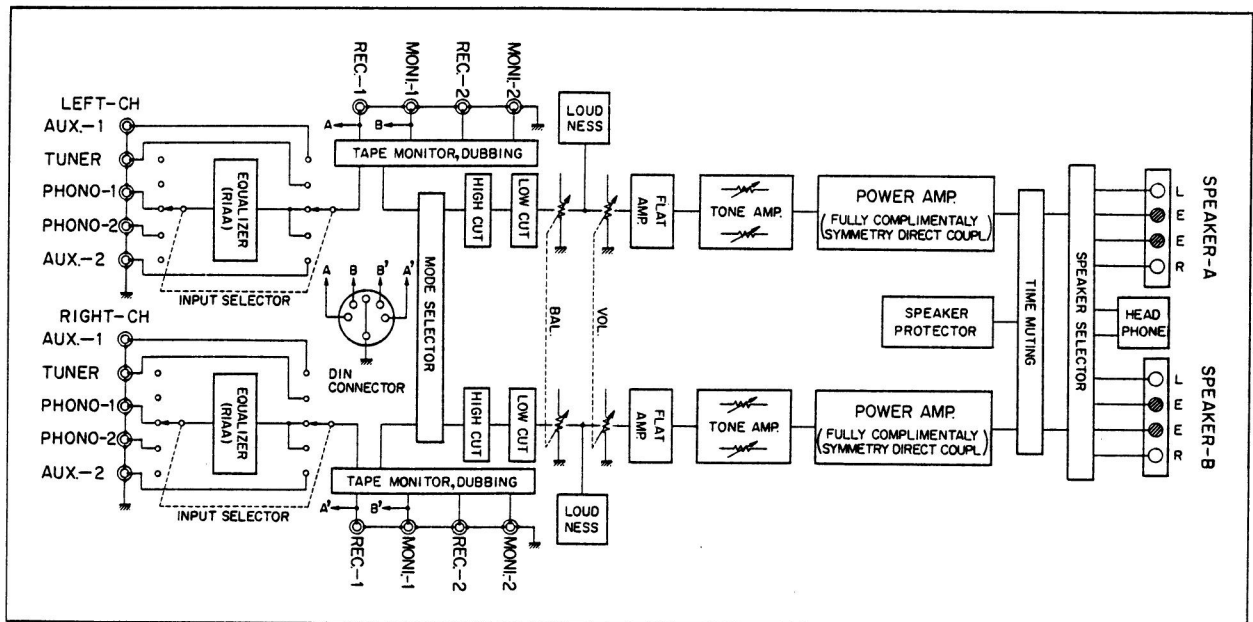 LEFT-CH
AUX.-1
TUNER
PHONO-1
PHONO-2
AUX.-2
EQUALIZER
(RIAA)
INPUT SELECTOR
REC.-1
MONI.-1
REC.-2
MONI.-2
A
B
TAPE MONITOR, DUBBING
LOUD
NESS
HIGH CUT
LOW CUT
FLAT
AMP.
TONE AMP.
POWER AMP.
(FULLY COMPLIMENTALY
SYMMETRY DIRECT COUPL)
MODE SELECTOR
A
B
B'
A'
DIN
CONNECTOR
BAL.
VOL.
SPEAKER
PROTECTOR
TIME MUTING
SPEAKER SELECTOR
L
E
E
R
SPEAKER-A
HEAD
PHONE
L
E
E
R
SPEAKER-B
RIGHT-CH
AUX.-1
TUNER
PHONO-1
PHONO-2
AUX.-2
EQUALIZER
(RIAA)
INPUT SELECTOR
HIGH CUT
LOW CUT
FLAT
AMP.
TONE AMP.
POWER AMP.
(FULLY COMPLIMENTALY
SYMMETRY DIRECT COUPL)
TAPE MONITOR, DUBBING
A'
B'
LOUD
NESS
REC.-1
MONI.-1
REC.-2
MONI.-2